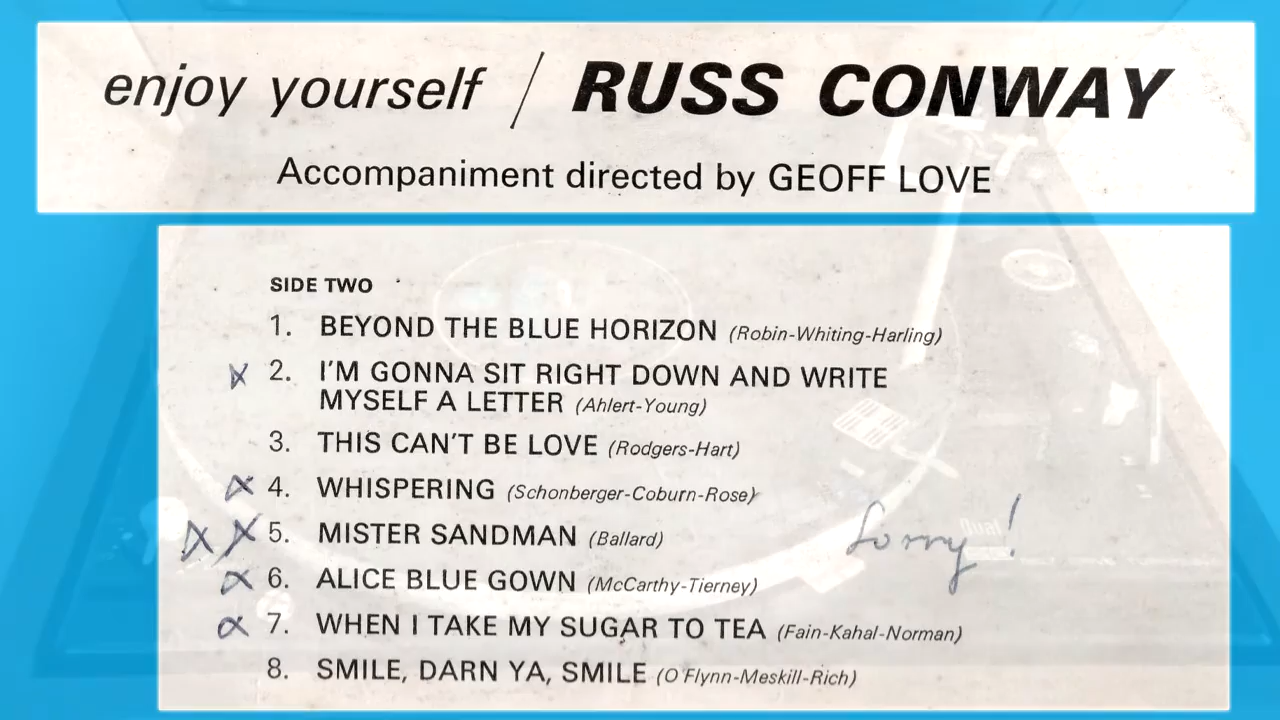 enjoy yourself / RUSS CONWAY
Accompaniment directed by GEOFF LOVE
SIDE TWO
1. BEYOND THE BLUE HORIZON (Robin-Whiting-Harling)
2. I'M GONNA SIT RIGHT DOWN AND WRITE
MYSELF A LETTER (Ahlert-Young)
3. THIS CAN'T BE LOVE (Rodgers-Hart)
4. WHISPERING (Schonberger-Coburn-Rose)
5. MISTER SANDMAN (Ballard)
Sorry!
Dual
6. ALICE BLUE GOWN (McCarthy-Tierney)
7. WHEN I TAKE MY SUGAR TO TEA (Fain-Kahal-Norman)
8. SMILE, DARN YA, SMILE (O'Flynn-Meskill-Rich)